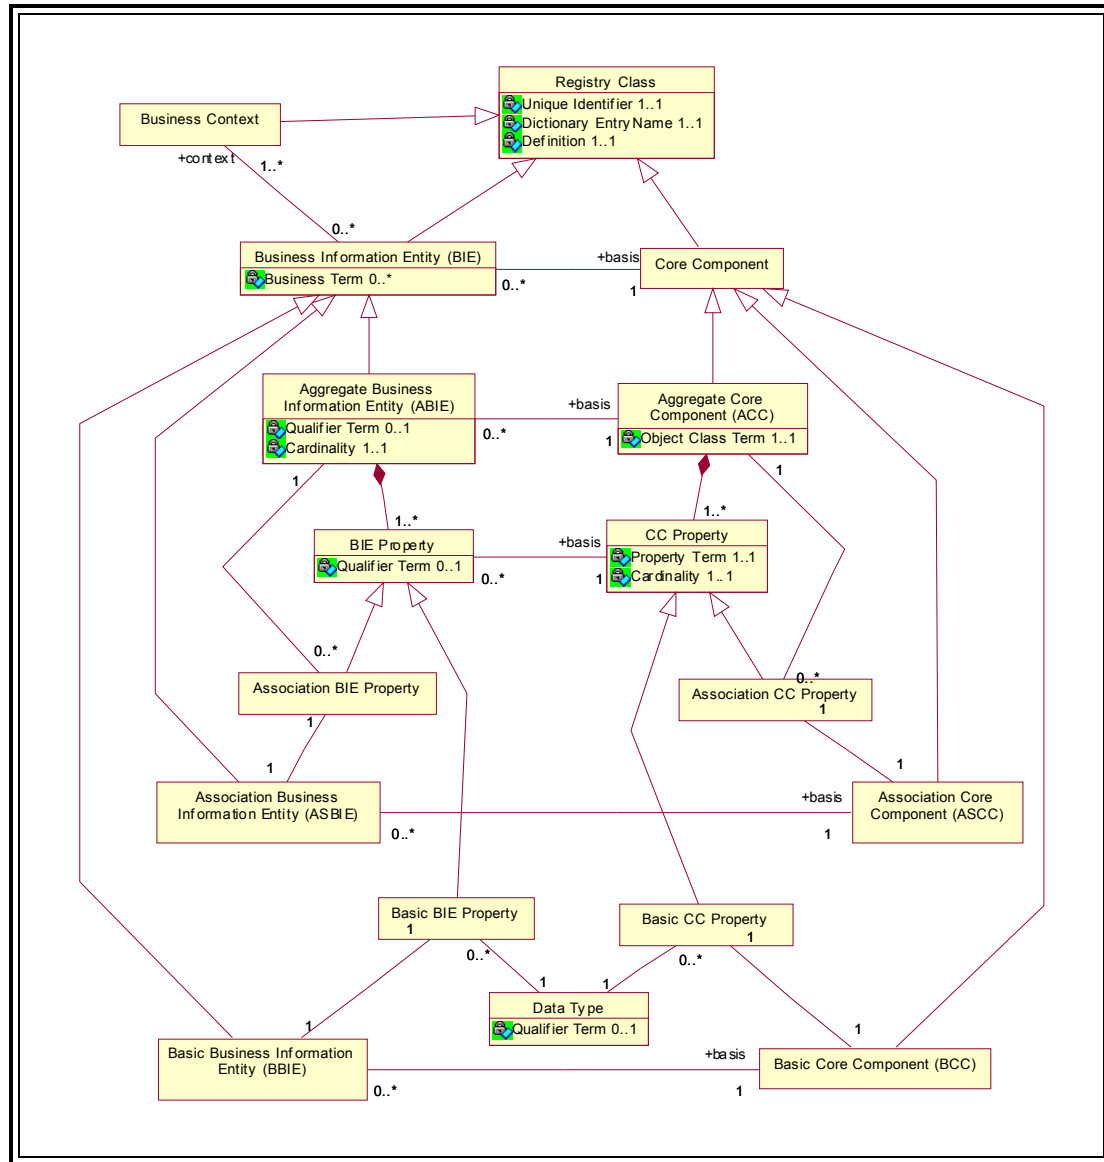 Registry Class
Unique Identifier 1..1
Dictionary Entry Name 1..1
Definition 1..1
Business Context
+context
1..*
0..*
Business Information Entity (BIE)
Business Term 0..*
+basis
0..*
1
Core Component
Aggregate Business
Information Entity (ABIE)
Qualifier Term 0..1
Cardinality 1..1
+basis
0..*
1
Aggregate Core
Component (ACC)
Object Class Term 1..1
1
1
1..*
1..*
BIE Property
Qualifier Term 0..1
+basis
0..*
1
CC Property
Property Term 1..1
Cardinality 1..1
0..*
0..*
Association BIE Property
1
Association CC Property
1
1
1
Association Business
Information Entity (ASBIE)
+basis
0..*
1
Association Core
Component (ASCC)
Basic BIE Property
1
Basic CC Property
1
0..*
0..*
1
1
Data Type
Qualifier Term 0..1
1
1
Basic Business Information
Entity (BBIE)
+basis
0..*
1
Basic Core Component (BCC)